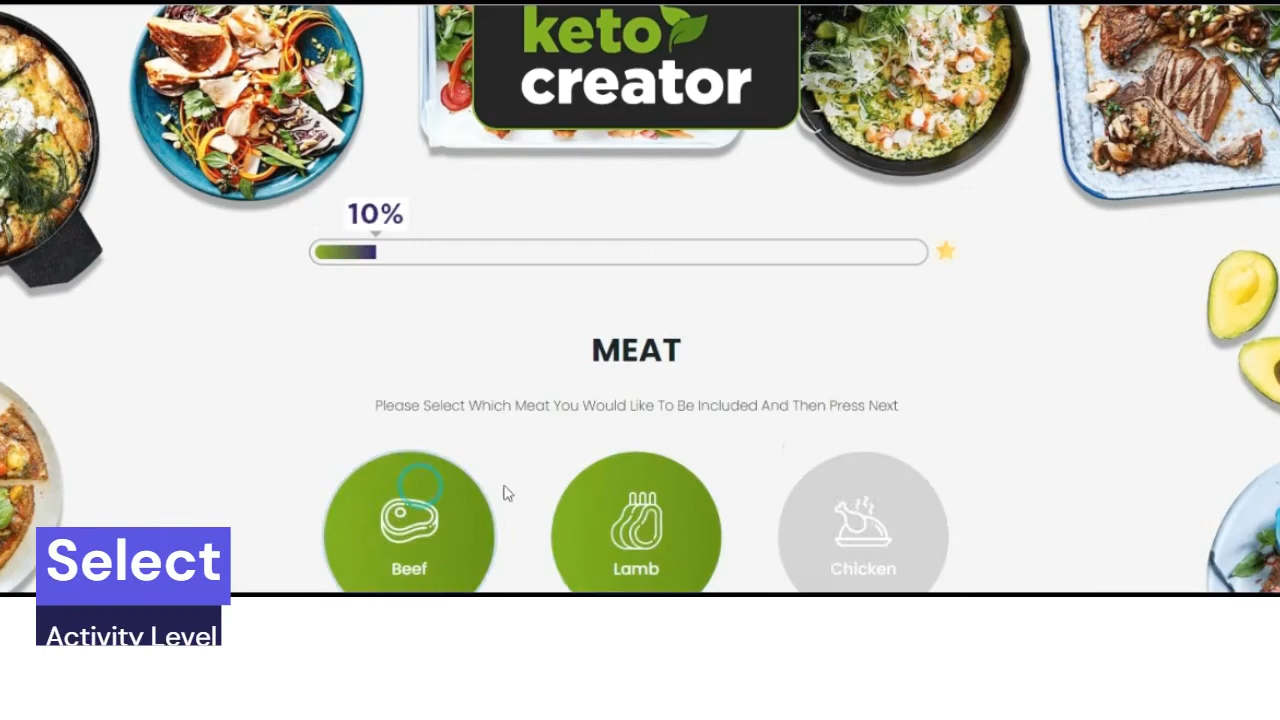 keto
creator
10%
MEAT
Please Select Which Meat You Would Like To Be Included And Then Press Next
Beef
Lamb
Chicken
Select
Activity Level